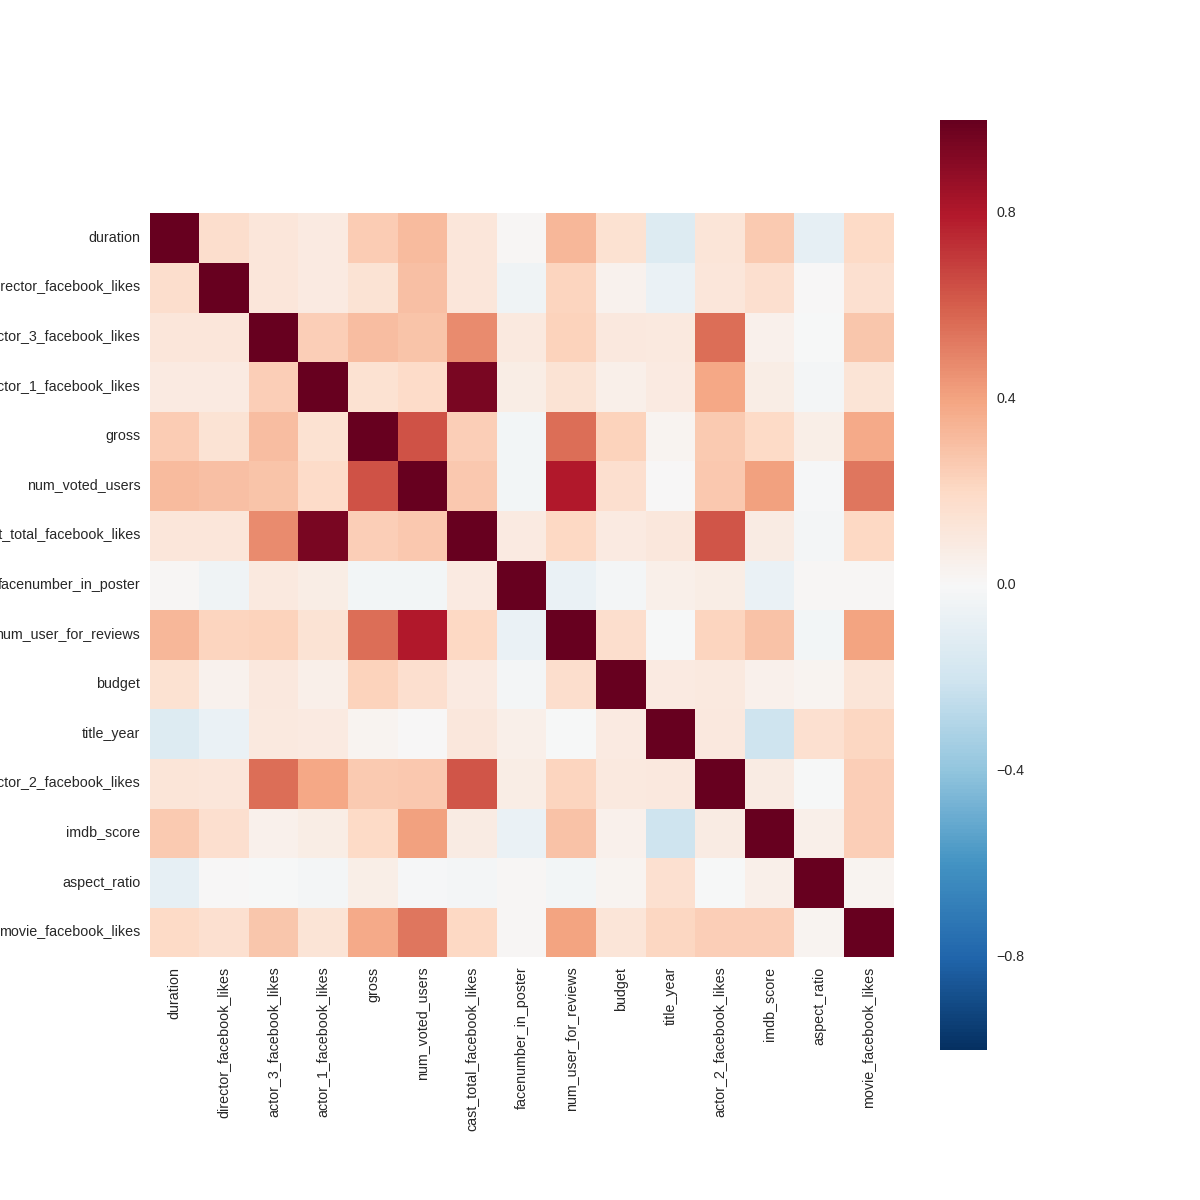 duration
rector_facebook_likes
ctor_3_facebook_likes
ctor_1_facebook_likes
gross
num_voted_users
t_total_facebook_likes
facenumber_in_poster
num_user_for_reviews
budget
title_year
ctor_2_facebook_likes
imdb_score
aspect_ratio
movie_facebook_likes
duration
director_facebook_likes
actor_3_facebook_likes
actor_1_facebook_likes
gross
num_voted_users
cast_total_facebook_likes
facenumber_in_poster
num_user_for_reviews
budget
title_year
actor_2_facebook_likes
imdb_score
aspect_ratio
movie_facebook_likes
0.8
0.4
0.0
−0.4
−0.8